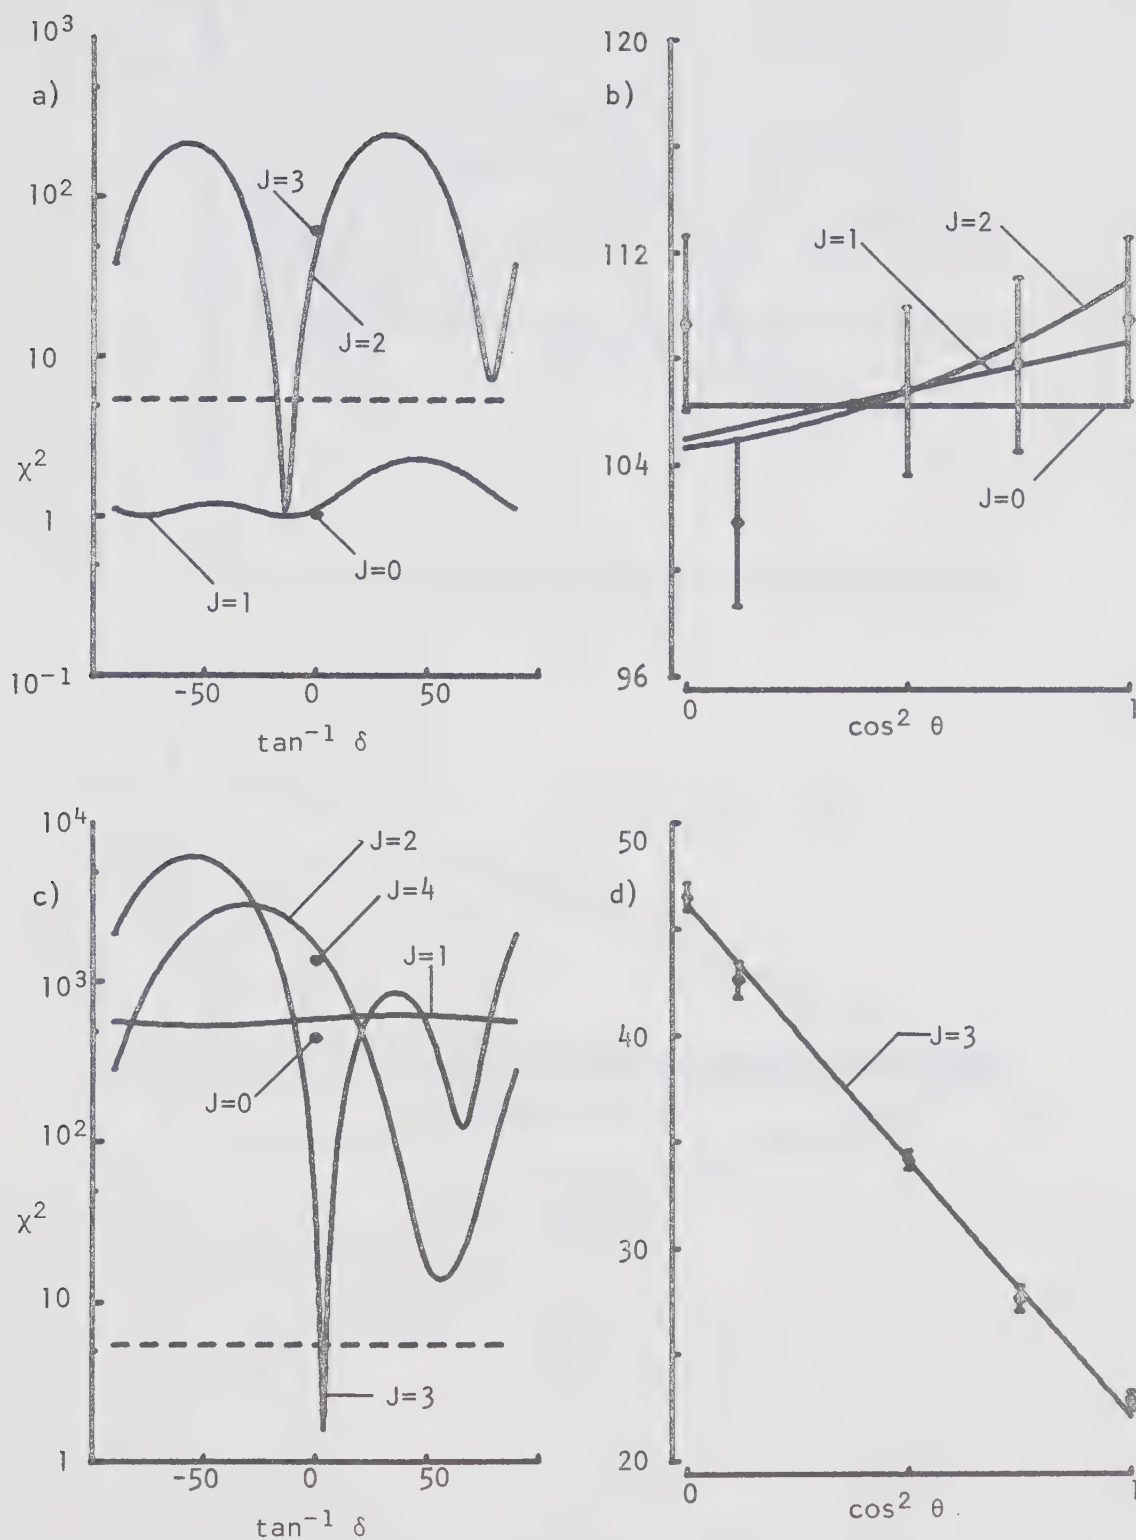 a)
10³
10²
10
χ²
1
10⁻¹
J=3
J=2
J=0
J=1
-50 0 50
tan⁻¹ δ
b)
120
112
104
96
J=1
J=2
J=0
0 1
cos² θ
c)
10⁴
10³
10²
χ²
10
1
J=2
J=4
J=1
J=0
J=3
-50 0 50
tan⁻¹ δ
d)
50
40
30
20
J=3
0 1
cos² θ